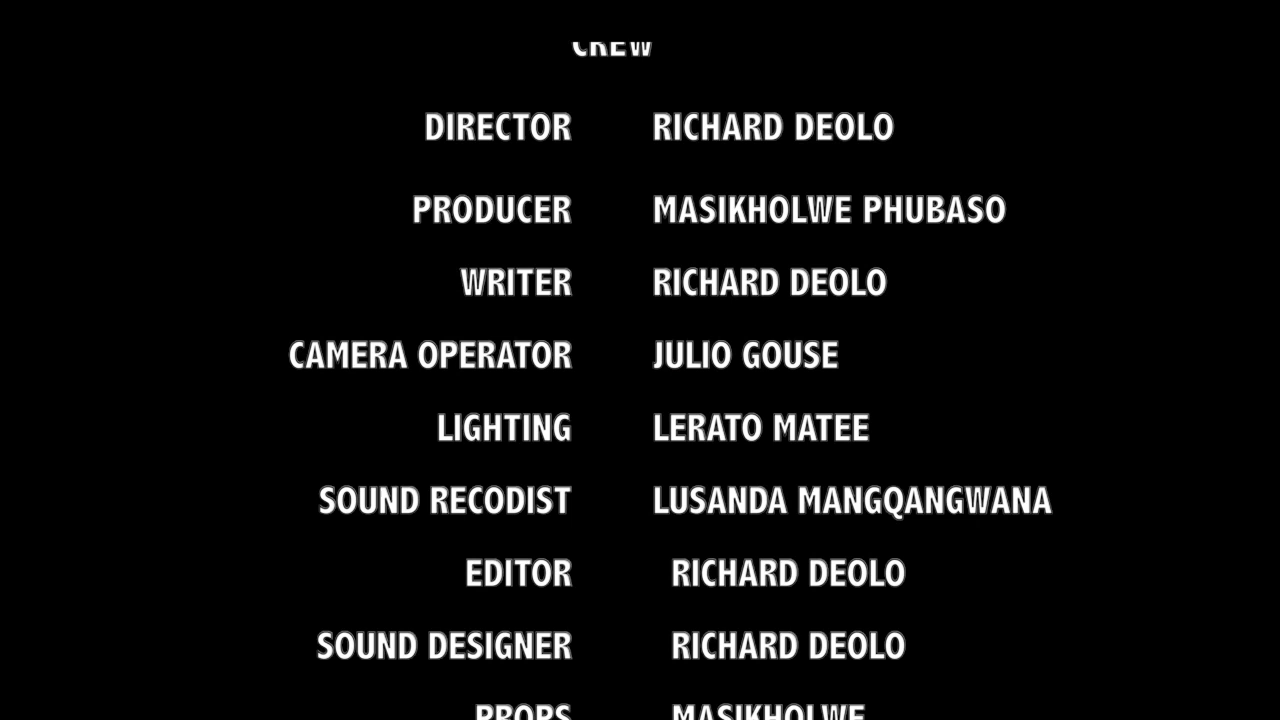 CREW
DIRECTOR RICHARD DEOLO
PRODUCER MASIKHOLWE PHUBASO
WRITER RICHARD DEOLO
CAMERA OPERATOR JULIO GOUSE
LIGHTING LERATO MATEE
SOUND RECODIST LUSANDA MANGQANGWANA
EDITOR RICHARD DEOLO
SOUND DESIGNER RICHARD DEOLO
PROPS MASIKHOLWE